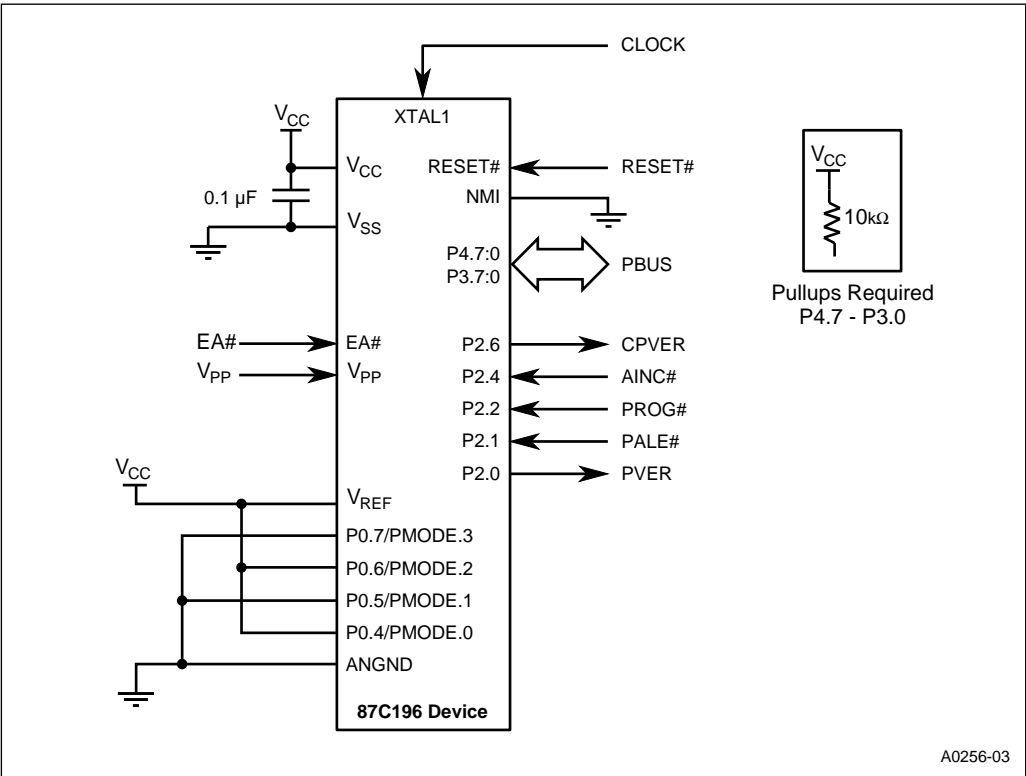 CLOCK
XTAL1
VCC
VCC
0.1 µF
VSS
RESET#
RESET#
NMI
P4.7:0
P3.7:0
PBUS
VCC
10kΩ
Pullups Required
P4.7 - P3.0
EA#
EA#
VPP
VPP
P2.6
CPVER
P2.4
AINC#
P2.2
PROG#
P2.1
PALE#
P2.0
PVER
VCC
VREF
P0.7/PMODE.3
P0.6/PMODE.2
P0.5/PMODE.1
P0.4/PMODE.0
ANGND
87C196 Device
A0256-03